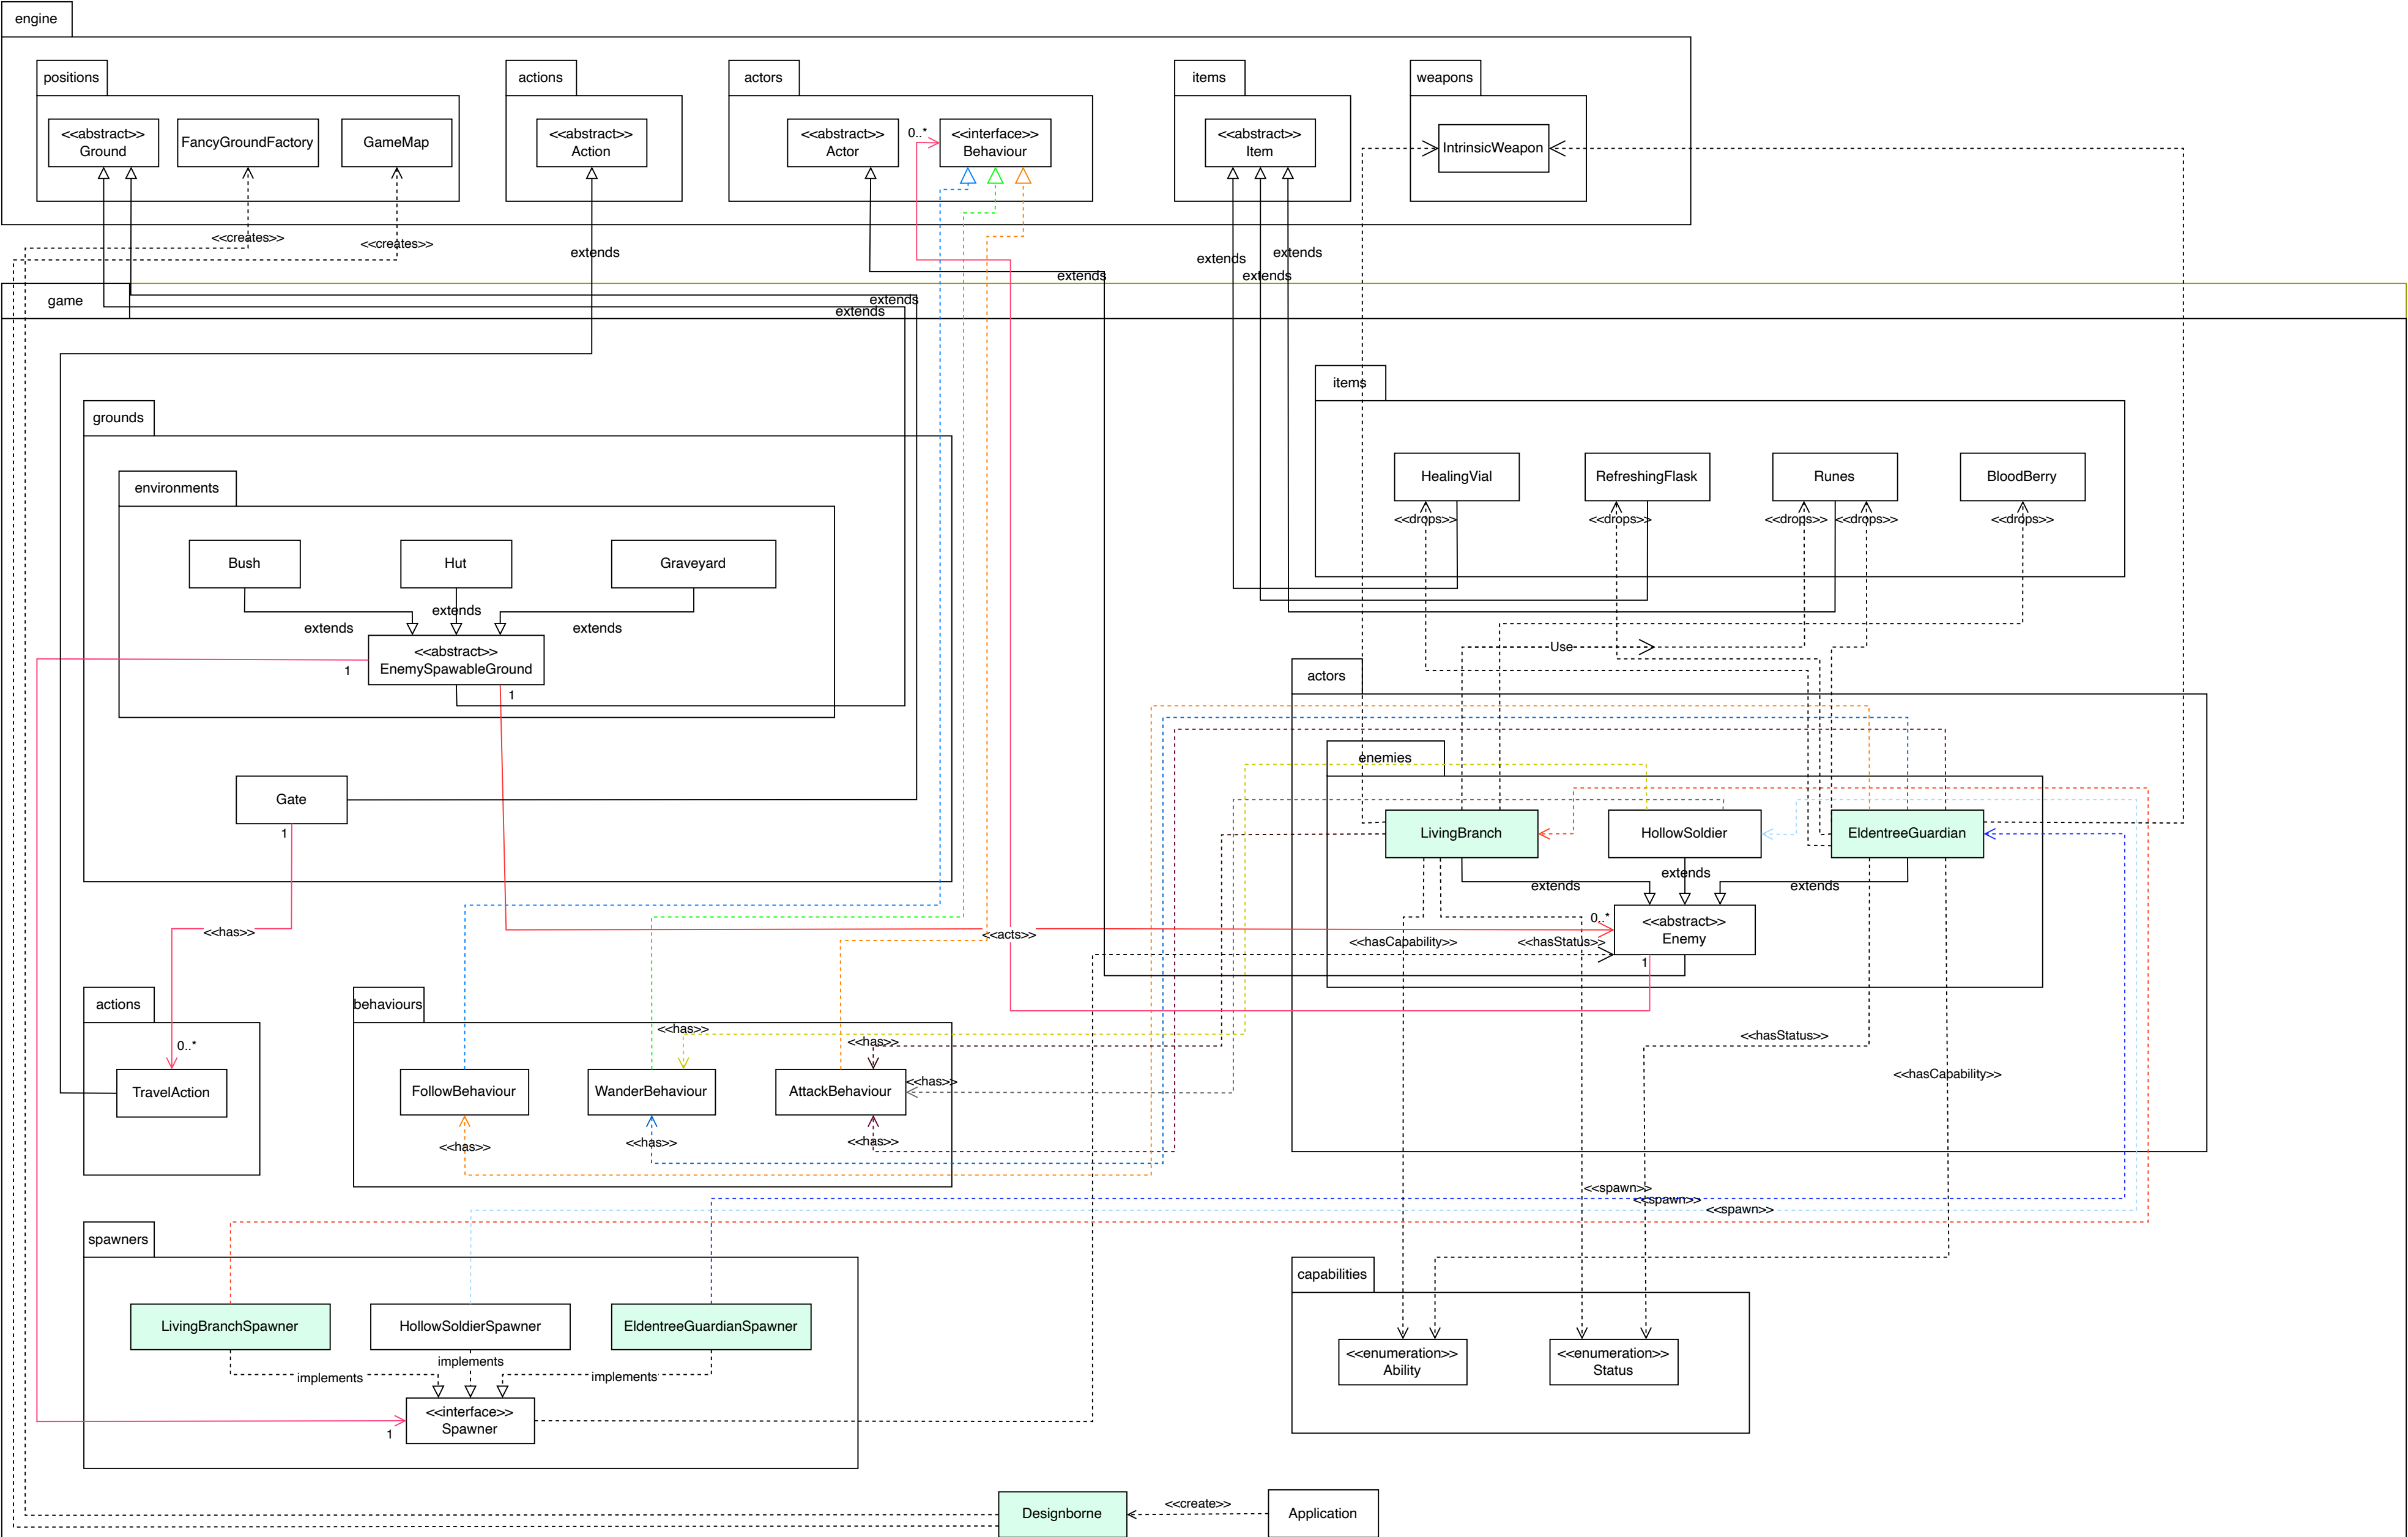 engine
positions
actions
actors
items
weapons
<<abstract>>
Ground
FancyGroundFactory
GameMap
<<abstract>>
Action
<<abstract>>
Actor
0..*
<<interface>>
Behaviour
<<abstract>>
Item
IntrinsicWeapon
<<creates>>
<<creates>>
extends
extends
extends
extends
extends
game
extends
extends
items
grounds
HealingVial
RefreshingFlask
Runes
BloodBerry
environments
<<drops>>
<<drops>>
<<drops>>
<<drops>>
<<drops>>
Bush
Hut
Graveyard
extends
extends
extends
<<abstract>>
EnemySpawableGround
1
1
Use
actors
enemies
Gate
1
LivingBranch
HollowSoldier
EldentreeGuardian
extends
extends
extends
0..*
<<abstract>>
Enemy
1
<<has>>
<<acts>>
<<hasCapability>>
<<hasStatus>>
actions
behaviours
0..*
<<has>>
<<has>>
<<hasStatus>>
TravelAction
FollowBehaviour
WanderBehaviour
AttackBehaviour
<<has>>
<<hasCapability>>
<<has>>
<<has>>
<<has>>
<<spawn>>
<<spawn>>
<<spawn>>
spawners
capabilities
LivingBranchSpawner
HollowSoldierSpawner
EldentreeGuardianSpawner
implements
implements
implements
<<enumeration>>
Ability
<<enumeration>>
Status
<<interface>>
Spawner
1
Designborne
<<create>>
Application